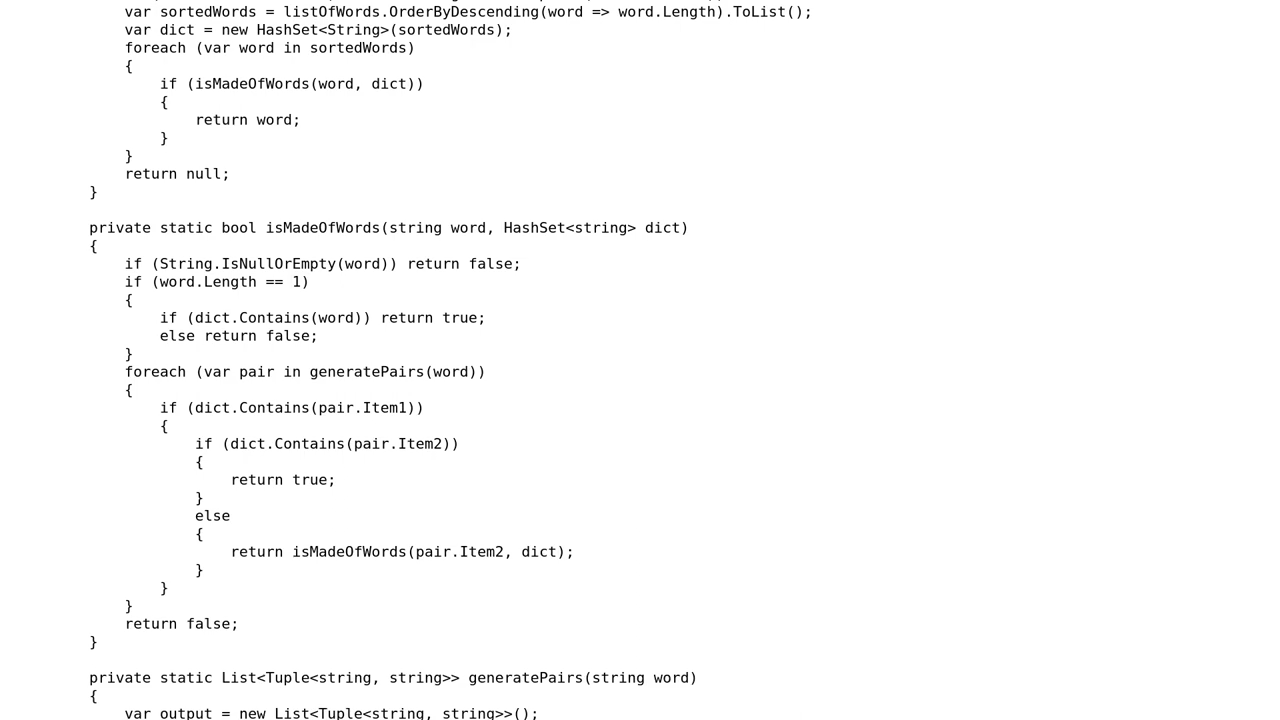 var sortedWords = listOfWords.OrderByDescending(word => word.Length).ToList();
var dict = new HashSet<String>(sortedWords);
foreach (var word in sortedWords)
{
if (isMadeOfWords(word, dict))
{
return word;
}
}
return null;
}
private static bool isMadeOfWords(string word, HashSet<string> dict)
{
if (String.IsNullOrEmpty(word)) return false;
if (word.Length == 1)
{
if (dict.Contains(word)) return true;
else return false;
}
foreach (var pair in generatePairs(word))
{
if (dict.Contains(pair.Item1))
{
if (dict.Contains(pair.Item2))
{
return true;
}
else
{
return isMadeOfWords(pair.Item2, dict);
}
}
}
return false;
}
private static List<Tuple<string, string>> generatePairs(string word)
{
var output = new List<Tuple<string, string>>();